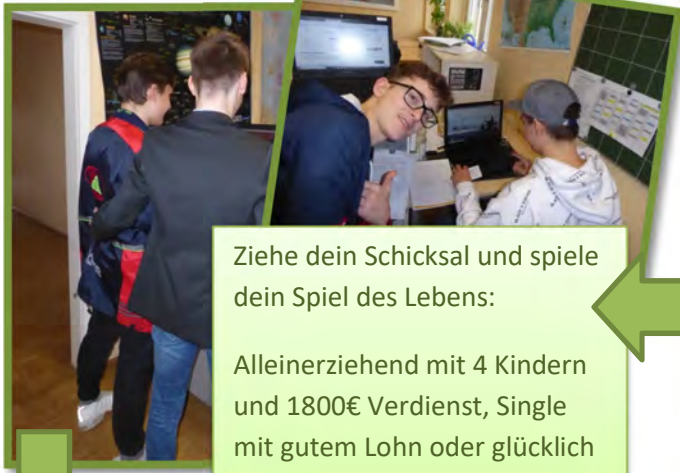 Ziehe dein Schicksal und spiele
dein Spiel des Lebens:
Alleinerziehend mit 4 Kindern
und 1800€ Verdienst, Single
mit gutem Lohn oder glücklich